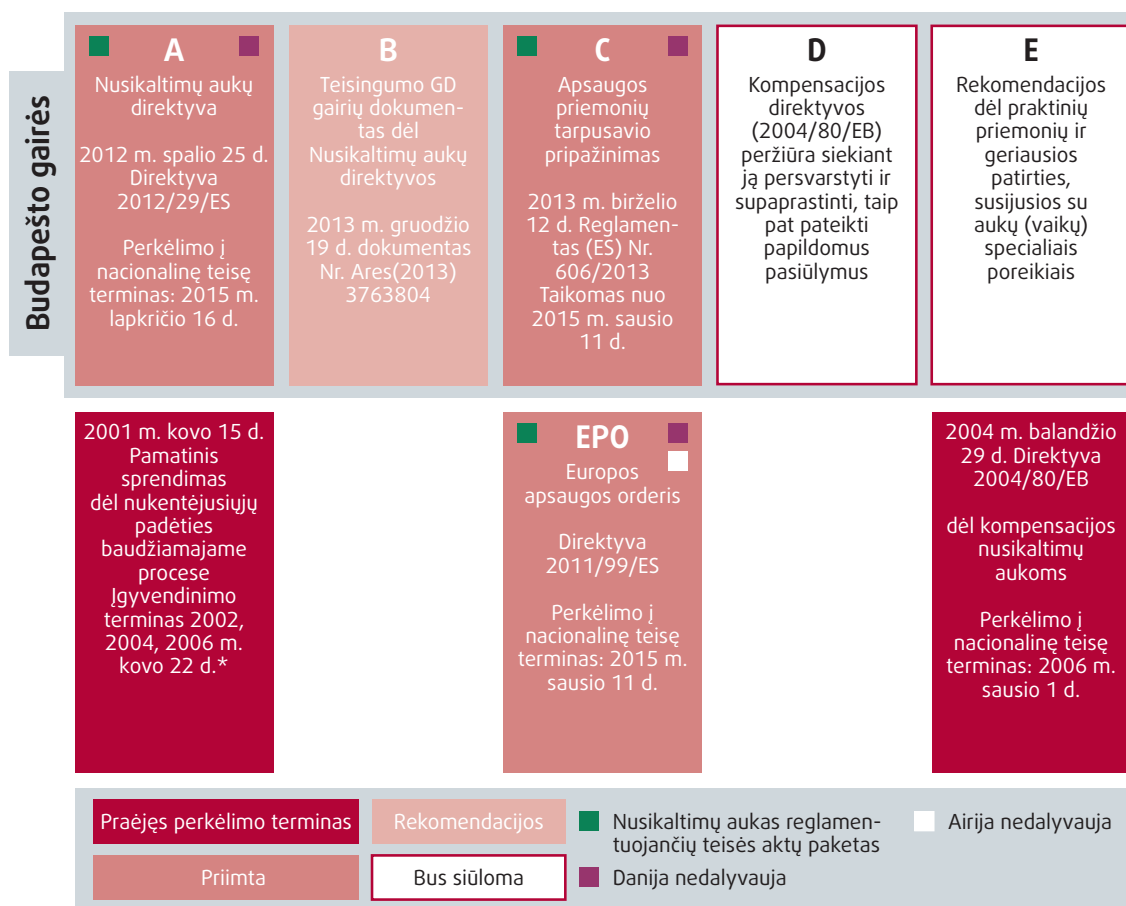 Budapešto gairės
A
Nusikaltimų aukų
direktyva
2012 m. spalio 25 d.
Direktyva
2012/29/ES
Perkėlimo į
nacionalinę teisę
terminas: 2015 m.
lapkričio 16 d.
B
Teisingumo GD
gairių dokumen-
tas dėl
Nusikaltimų aukų
direktyvos
2013 m. gruodžio
19 d. dokumentas
Nr. Ares(2013)
3763804
C
Apsaugos
priemonių
tarpusavio
pripažinimas
2013 m. birželio
12 d. Reglamen-
tas (ES) Nr.
606/2013
Taikomas nuo
2015 m. sausio
11 d.
D
Kompensacijos
direktyvos
(2004/80/EB)
peržiūra siekiant
ją persvarstyti ir
supaprastinti, taip
pat pateikti
papildomus
pasiūlymus
E
Rekomendacijos
dėl praktinių
priemonių ir
geriausios
patirties,
susijusios su
aukų (vaikų)
specialiais
poreikiais
2001 m. kovo 15 d.
Pamatinis
sprendimas
dėl nukentėjusiųjų
padėties
baudžiamajame
procese
Įgyvendinimo
terminas 2002,
2004, 2006 m.
kovo 22 d.*
EPO
Europos
apsaugos orderis
Direktyva
2011/99/ES
Perkėlimo į
nacionalinę teisę
terminas: 2015 m.
sausio 11 d.
2004 m. balandžio
29 d. Direktyva
2004/80/EB
dėl kompensacijos
nusikaltimų
aukoms
Perkėlimo į
nacionalinę teisę
terminas: 2006 m.
sausio 1 d.
Praėjęs perkėlimo terminas
Rekomendacijos
Priimta
Bus siūloma
Nusikaltimų aukas reglamen-
tuojančių teisės aktų paketas
Danija nedalyvauja
Airija nedalyvauja